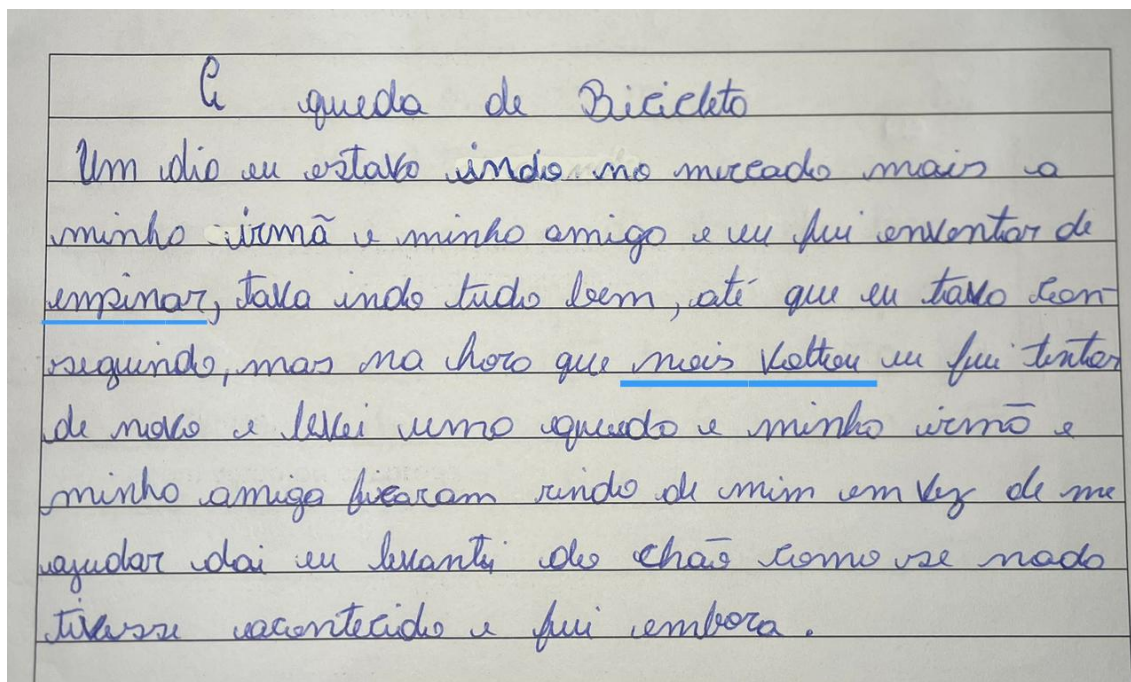 A queda de Bicicleta
Um dia eu estava indo no mercado mais a
minha irmã e minha amiga e eu fui enventar de
empinar, tava indo tudo bem, até que eu tava con-
seguindo, mas na hora que nois voltou eu fui tentar
de novo e levei uma queda e minha irmã e
minha amiga ficaram rindo de mim em vez de me
ajudar dai eu levantei do chão como se nada
tivesse acontecido e fui embora.